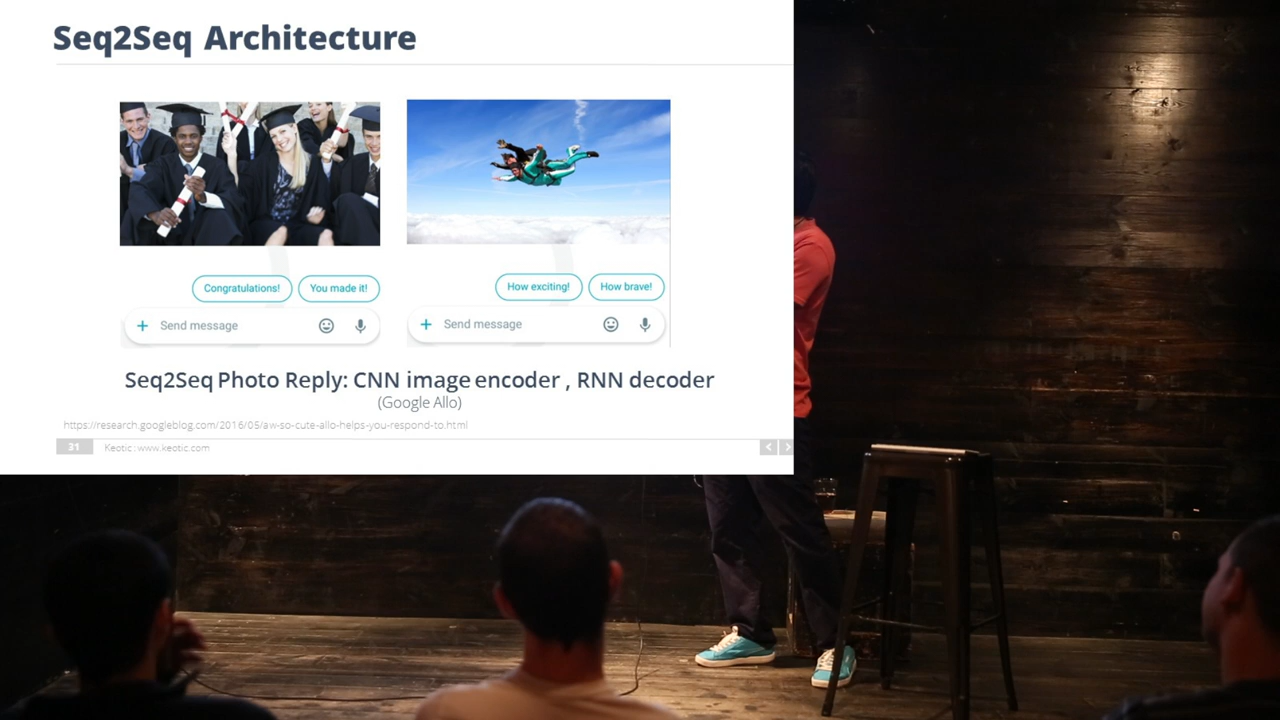 Seq2Seq Architecture
Congratulations!
You made it!
Send message
How exciting!
How brave!
Send message
Seq2Seq Photo Reply: CNN image encoder , RNN decoder
(Google Allo)
https://research.googleblog.com/2016/05/aw-so-cute-allo-helps-you-respond-to.html
31
Keotic : www.keotic.com